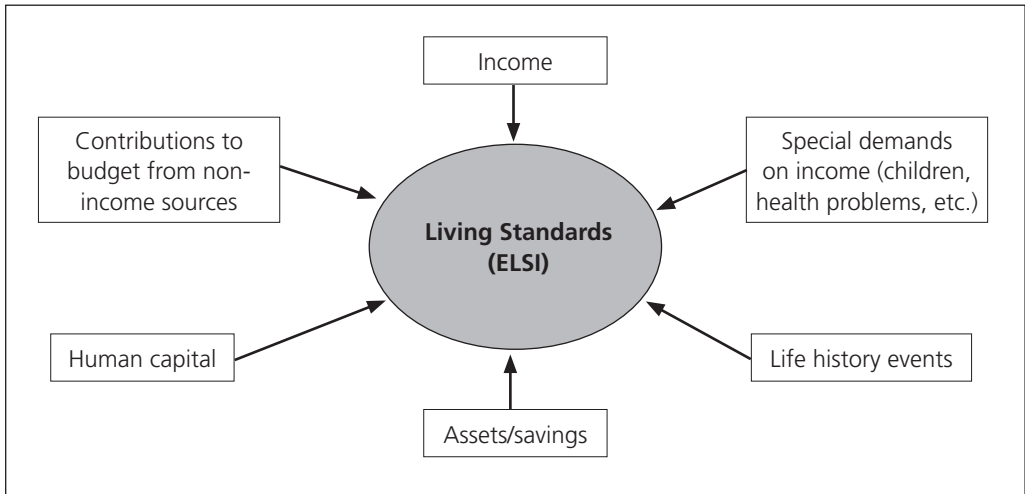 Income
Contributions to
budget from non-
income sources
Special demands
on income (children,
health problems, etc.)
Living Standards
(ELSI)
Human capital
Life history events
Assets/savings